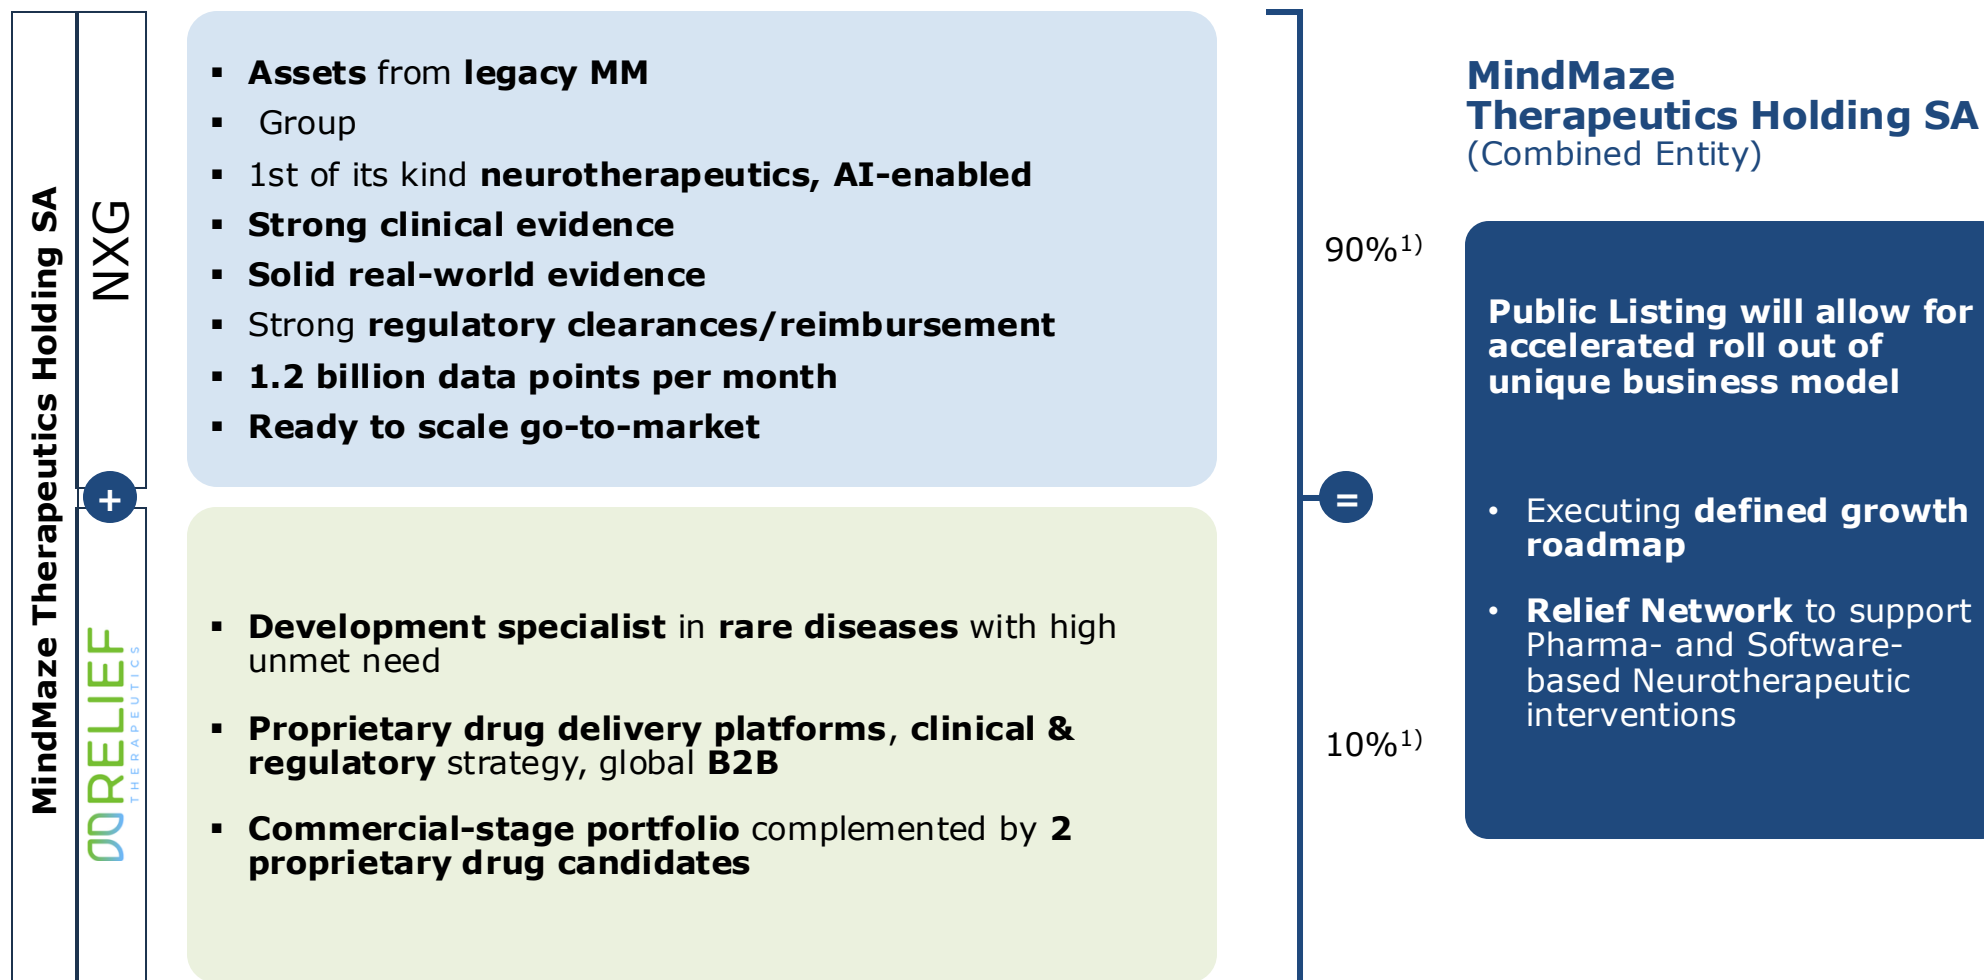 MindMaze Therapeutics Holding SA
NXG
▪ Assets from legacy MM
▪ Group
▪ 1st of its kind neurotherapeutics, AI-enabled
▪ Strong clinical evidence
▪ Solid real-world evidence
▪ Strong regulatory clearances/reimbursement
▪ 1.2 billion data points per month
▪ Ready to scale go-to-market
+
RELIEF
THERAPEUTICS
▪ Development specialist in rare diseases with high
unmet need
▪ Proprietary drug delivery platforms, clinical &
regulatory strategy, global B2B
▪ Commercial-stage portfolio complemented by 2
proprietary drug candidates
90%1)
=
10%1)
MindMaze
Therapeutics Holding SA
(Combined Entity)
Public Listing will allow for
accelerated roll out of
unique business model
• Executing defined growth
roadmap
• Relief Network to support
Pharma- and Software-
based Neurotherapeutic
interventions